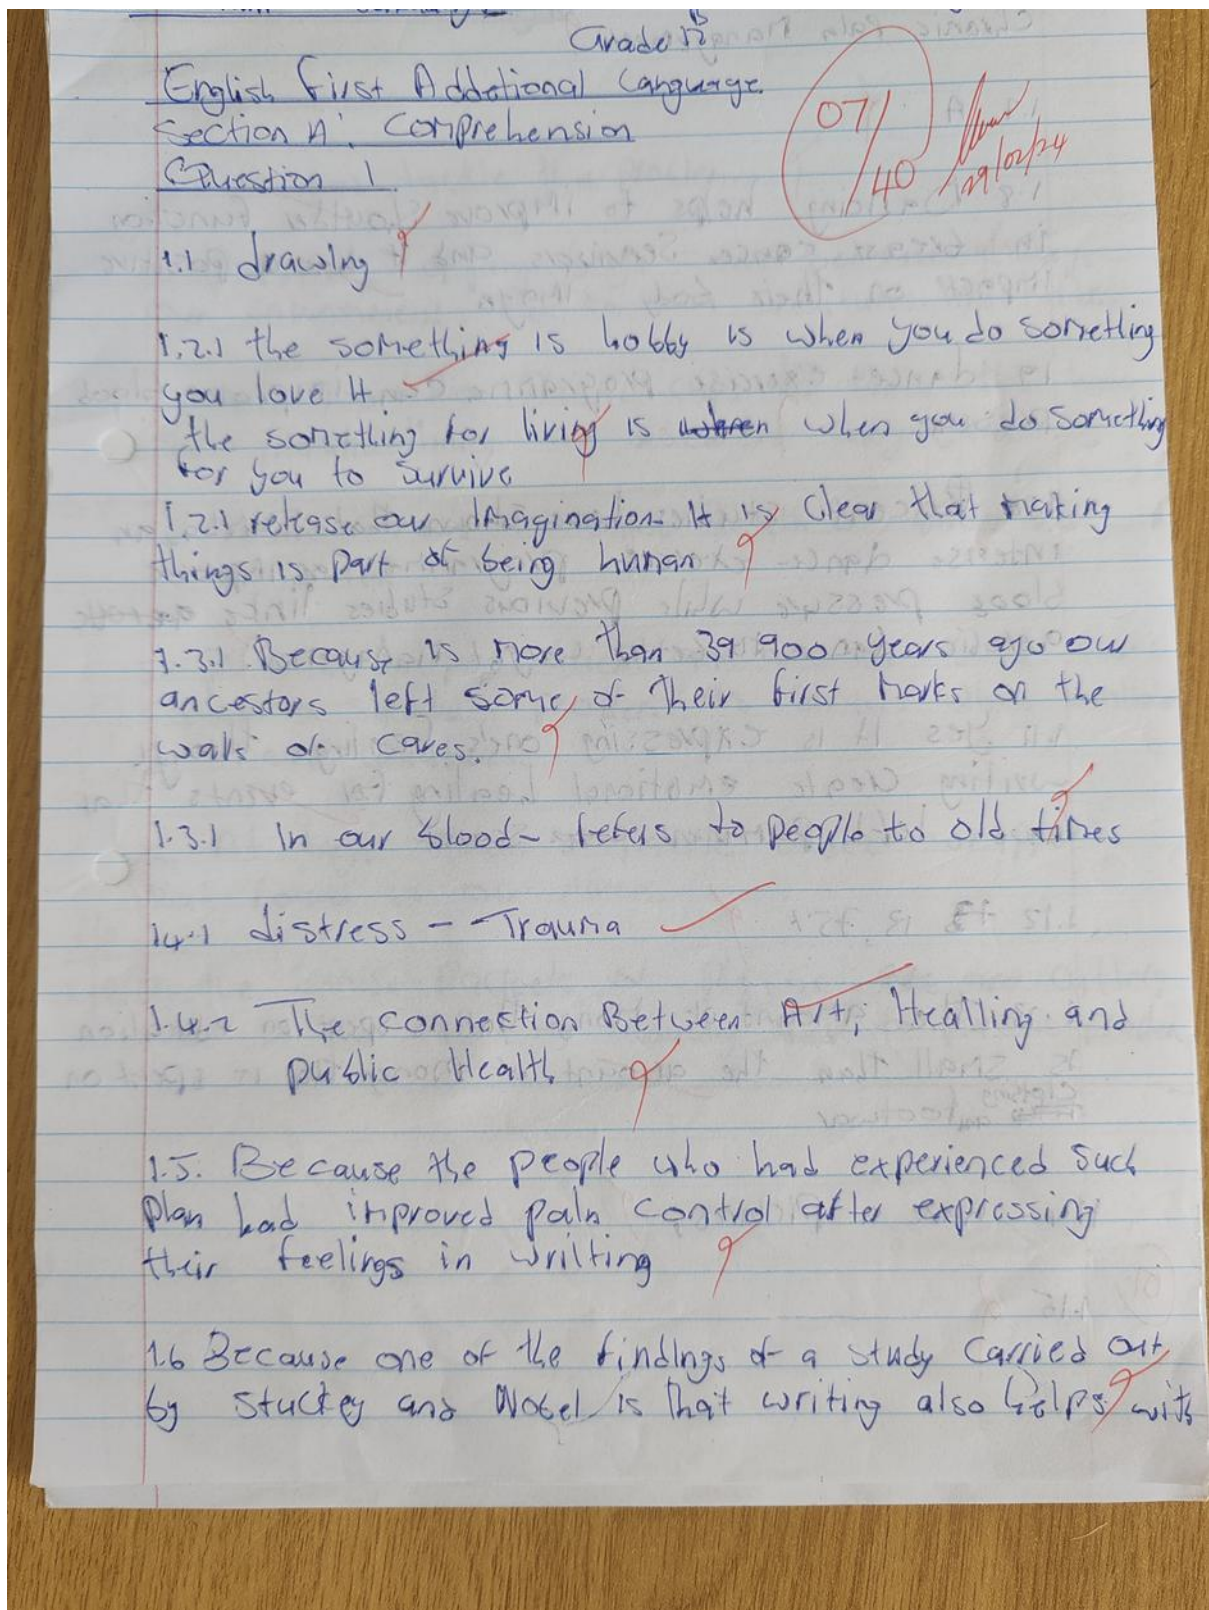 Grade 12
English First Addetional Language
Section A: Comprehension
Question 1
07/40
29/02/24
1.1 drawing
1.2.1 the something is hobby is when you do something
you love it
the something for living is when you do something
for you to survive
1.2.1 release our imagination. It is clear that making
things is part of being human
1.3.1 Because is more than 39 900 years ago our
ancestors left some of their first marks on the
walls of caves.
1.3.1 In our blood - refers to people to old times
1.4.1 distress - Trauma
1.4.2 The connection Between Art, Healling and
public Health
1.5. Because the people who had experienced such
plan had improved pain control after expressing
their feelings in wrilting
1.6 Because one of the findings of a study carried out
by Stuckey and Nobel is that writing also helps with